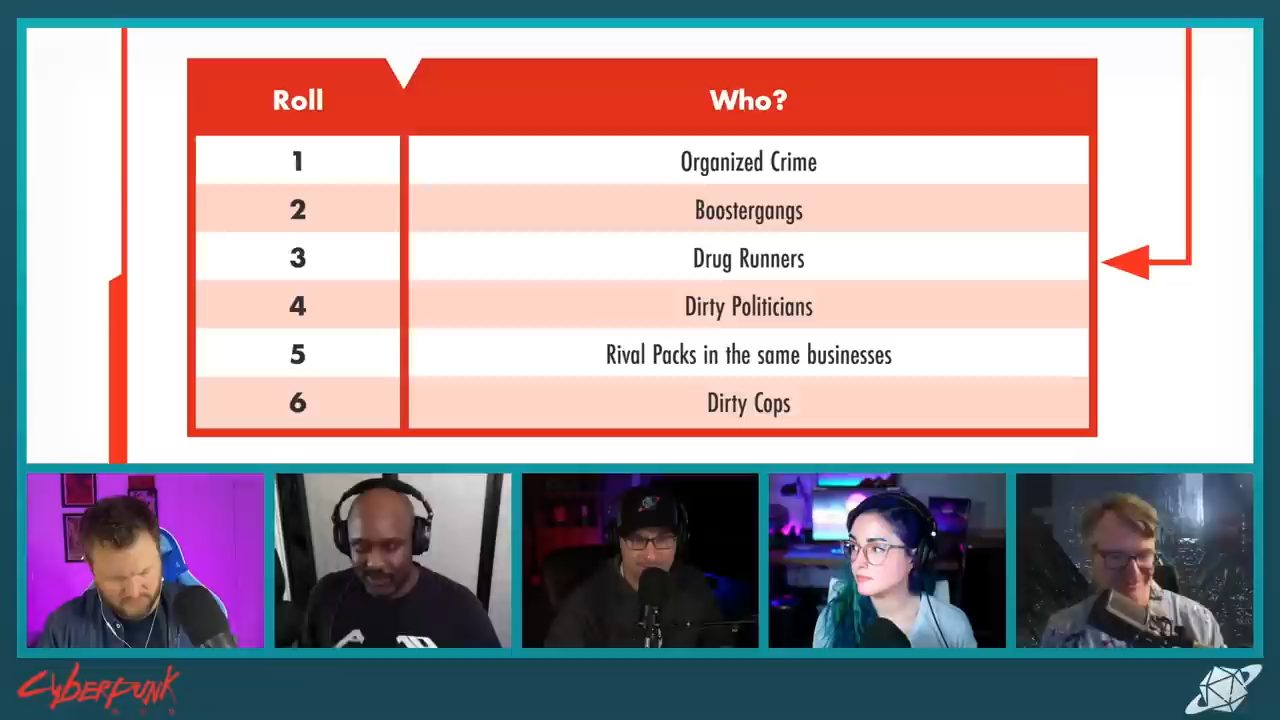 Roll Who?
1 Organized Crime
2 Boostergangs
3 Drug Runners
4 Dirty Politicians
5 Rival Packs in the same businesses
6 Dirty Cops
CYBERPUNK
RED